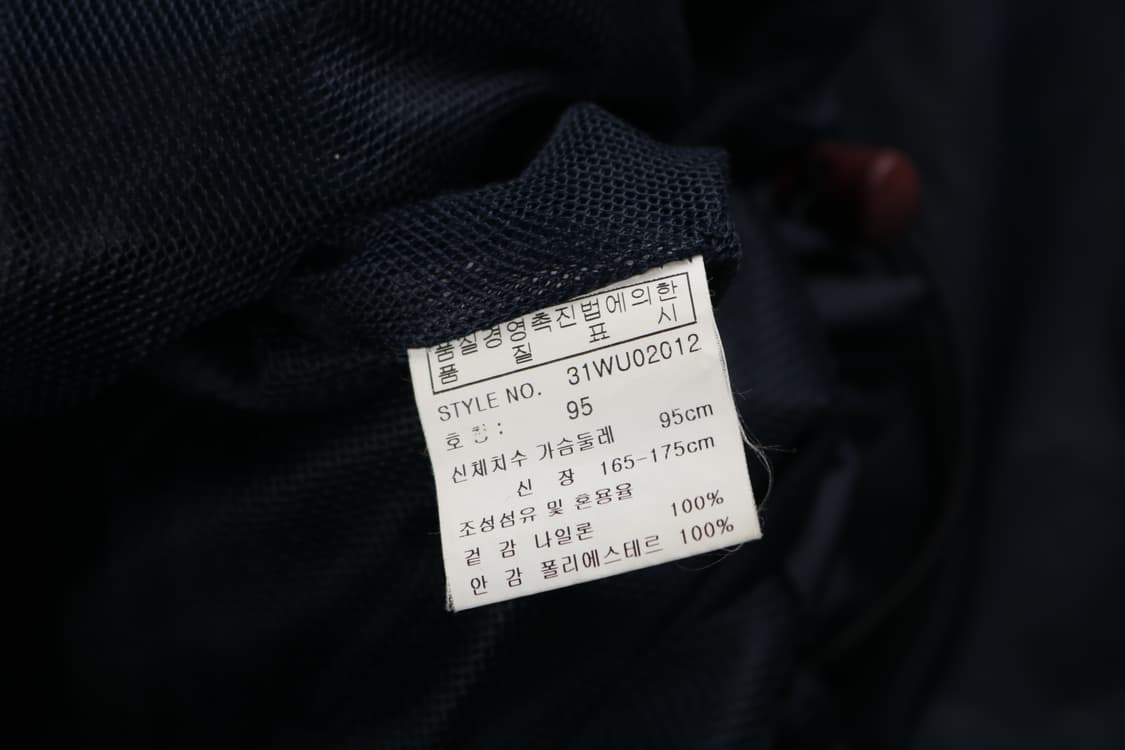 품질경영촉진법에의한
품 질 표 시
STYLE NO. 31WU02012
호 칭 : 95
신체치수 가슴둘레 95cm
신 장 165-175cm
조성섬유 및 혼용율
겉 감 나일론 100%
안 감 폴리에스테르 100%